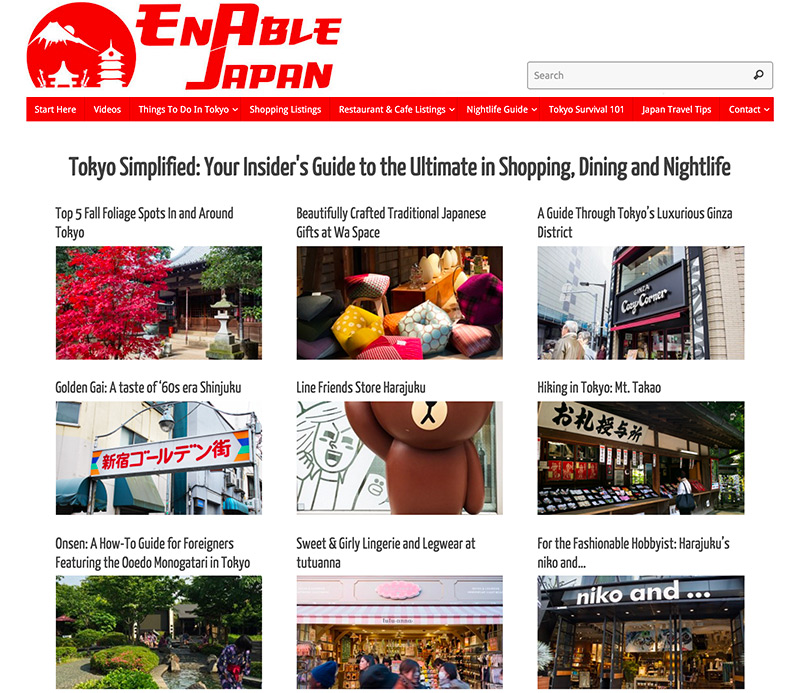 EnAble
Japan
Search
Start Here Videos Things To Do In Tokyo Shopping Listings Restaurant & Cafe Listings Nightlife Guide Tokyo Survival 101 Japan Travel Tips Contact
Tokyo Simplified: Your Insider's Guide to the Ultimate in Shopping, Dining and Nightlife
Top 5 Fall Foliage Spots In and Around
Tokyo
Beautifully Crafted Traditional Japanese
Gifts at Wa Space
A Guide Through Tokyo's Luxurious Ginza
District
GINZA
Cozy Corner
Golden Gai: A taste of '60s era Shinjuku
Line Friends Store Harajuku
Hiking in Tokyo: Mt. Takao
新宿ゴールデン街
お札授与所
Onsen: A How-To Guide for Foreigners
Featuring the Ooedo Monogatari in Tokyo
Sweet & Girly Lingerie and Legwear at
tutuanna
For the Fashionable Hobbyist: Harajuku's
niko and...
tutuanna
niko and ...